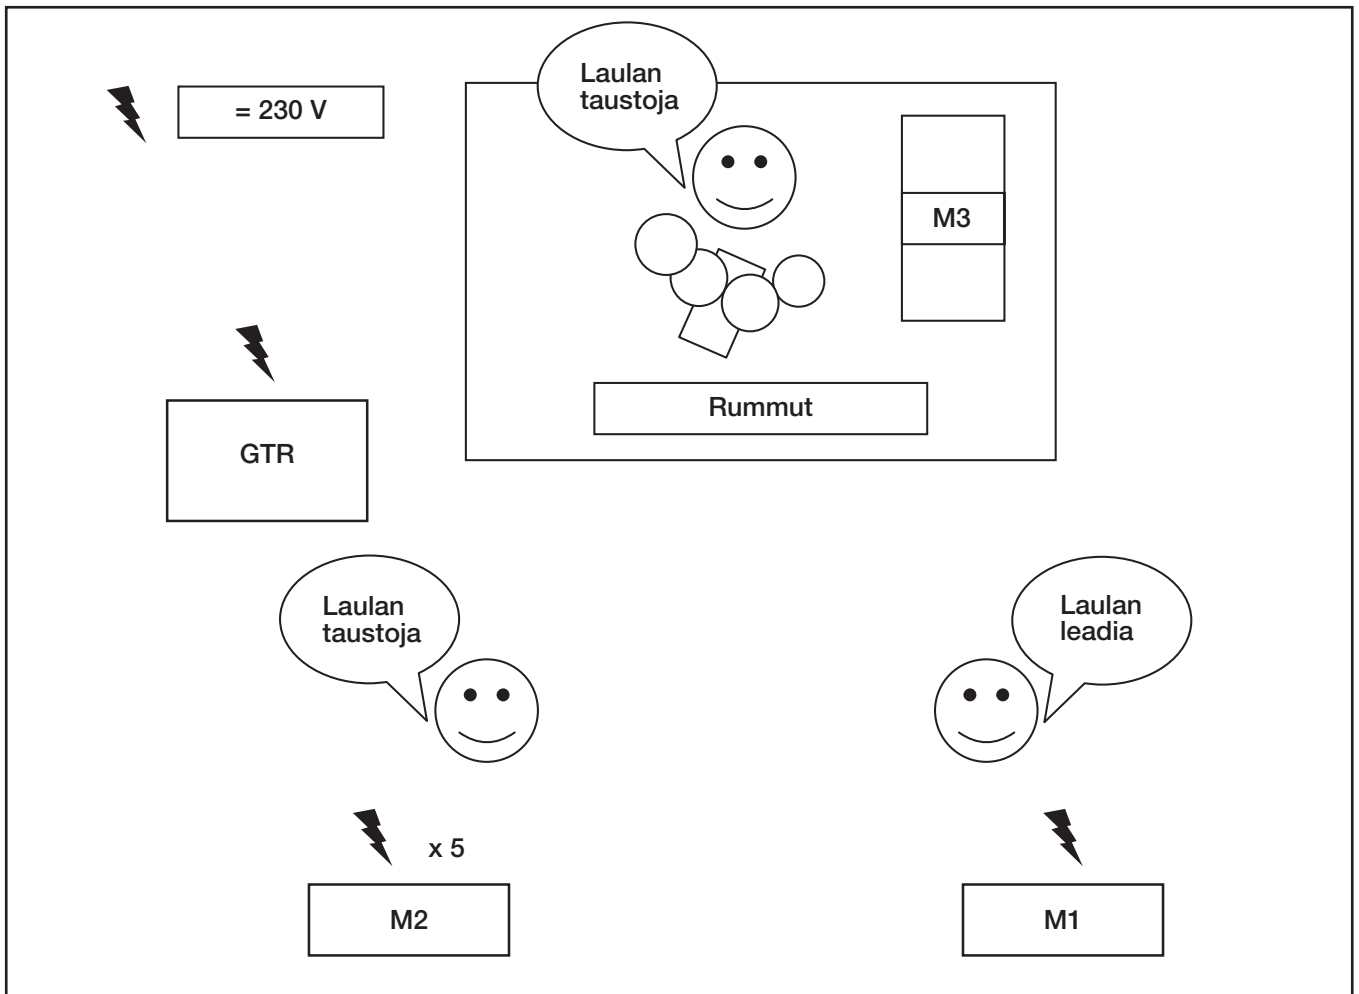 Laulan
taustoja
= 230 V
M3
Rummut
GTR
Laulan
taustoja
Laulan
leadia
x 5
M2
M1